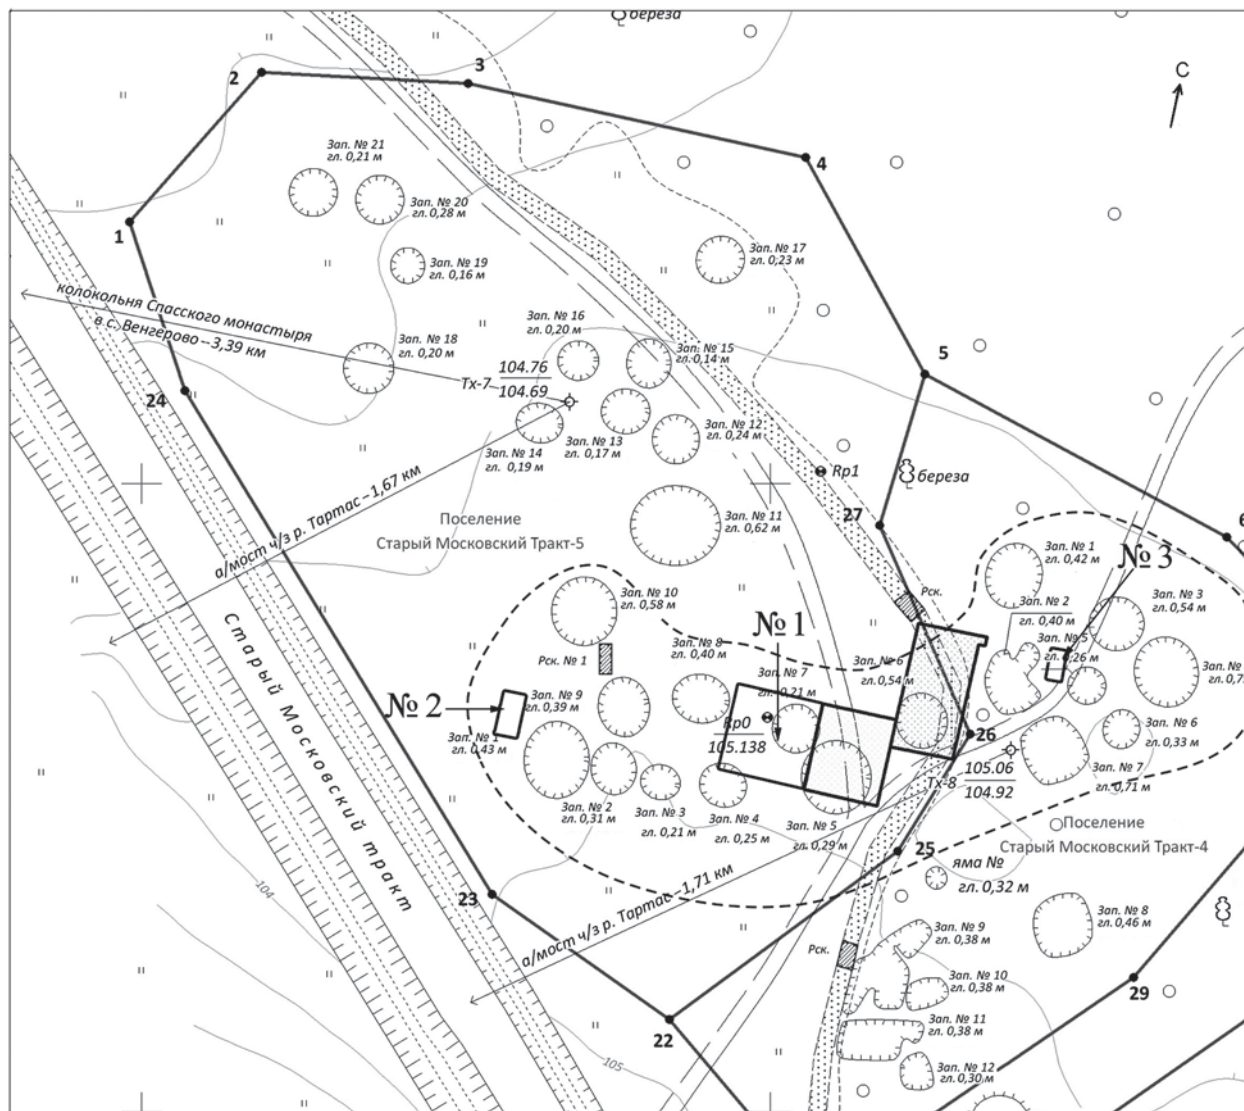 береза
С
2
3
4
Зап. № 21
гл. 0,21 м
Зап. № 20
гл. 0,28 м
1
Зап. № 19
гл. 0,16 м
Зап. № 17
гл. 0,23 м
колокольня Спасского монастыря
в с. Венгерово – 3,39 км
Зап. № 18
гл. 0,20 м
Зап. № 16
гл. 0,20 м
Зап. № 15
гл. 0,14 м
5
Тх-7
104.76
104.69
24
Зап. № 14
гл. 0,19 м
Зап. № 13
гл. 0,17 м
Зап. № 12
гл. 0,24 м
Rp1
береза
а/мост ч/з р. Тартас – 1,67 км
Поселение
Старый Московский Тракт-5
Зап. № 11
гл. 0,62 м
27
6
Зап. № 1
гл. 0,42 м
№ 3
Зап. № 2
гл. 0,40 м
Зап. № 3
гл. 0,54 м
Зап. № 10
гл. 0,58 м
Рск.
Старый Московский тракт
№ 1
Зап. № 8
гл. 0,40 м
Рск. № 1
Зап. № 5
гл. 0,26 м
Зап. № 6
гл. 0,54 м
Зап. №
Зап. № 7
гл. 0,21 м
№ 2
Зап. № 9
гл. 0,39 м
Rp0
105.138
Зап. № 1
гл. 0.43 м
26
Зап. № 6
гл. 0,33 м
Тх-8
105.06
104.92
Зап. № 7
гл. 0,71 м
Зап. № 2
гл. 0,31 м
Зап. № 3
гл. 0,21 м
Зап. № 4
гл. 0,25 м
Зап. № 5
гл. 0,29 м
Поселение
Старый Московский Тракт-4
25
яма №
гл. 0,32 м
а/мост ч/з р. Тартас – 1,71 км
23
104
Зап. № 8
гл. 0,46 м
Зап. № 9
гл. 0,38 м
Рск.
Зап. № 10
гл. 0,38 м
29
Зап. № 11
гл. 0,38 м
22
105
Зап. № 12
гл. 0,30 м